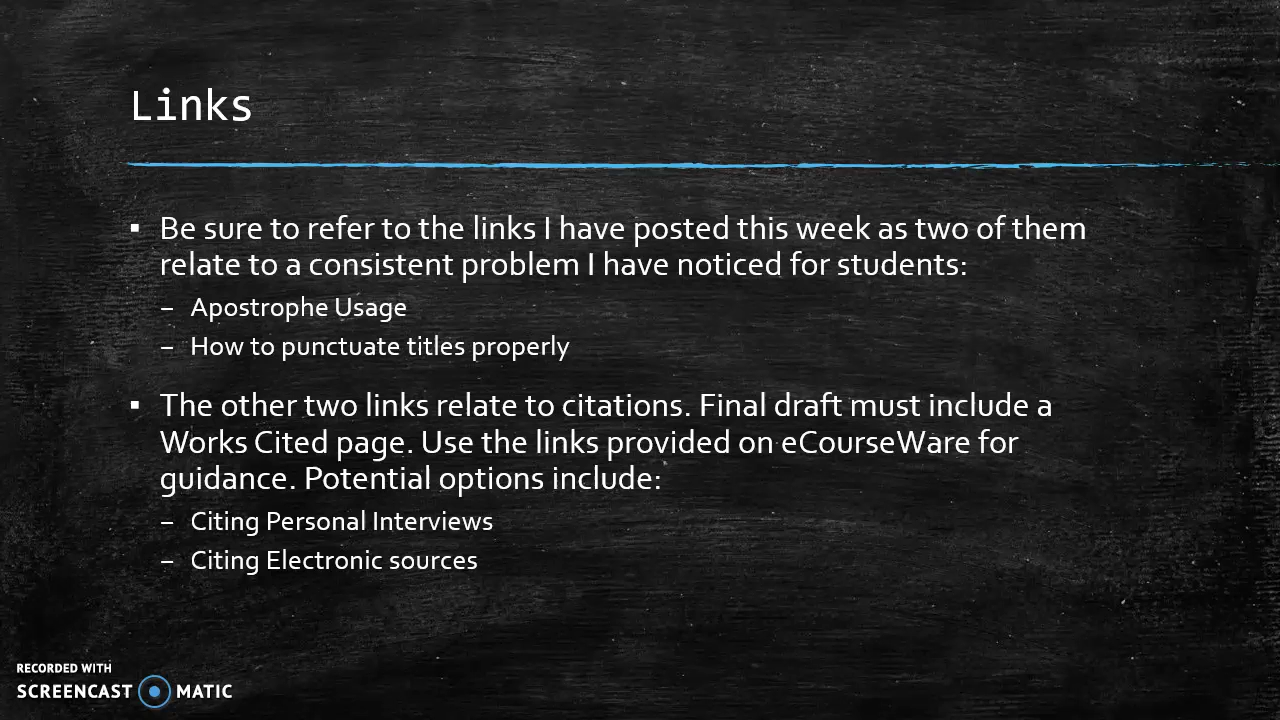 Links
▪ Be sure to refer to the links I have posted this week as two of them
relate to a consistent problem I have noticed for students:
– Apostrophe Usage
– How to punctuate titles properly
▪ The other two links relate to citations. Final draft must include a
Works Cited page. Use the links provided on eCourseWare for
guidance. Potential options include:
– Citing Personal Interviews
– Citing Electronic sources
RECORDED WITH
SCREENCAST MATIC